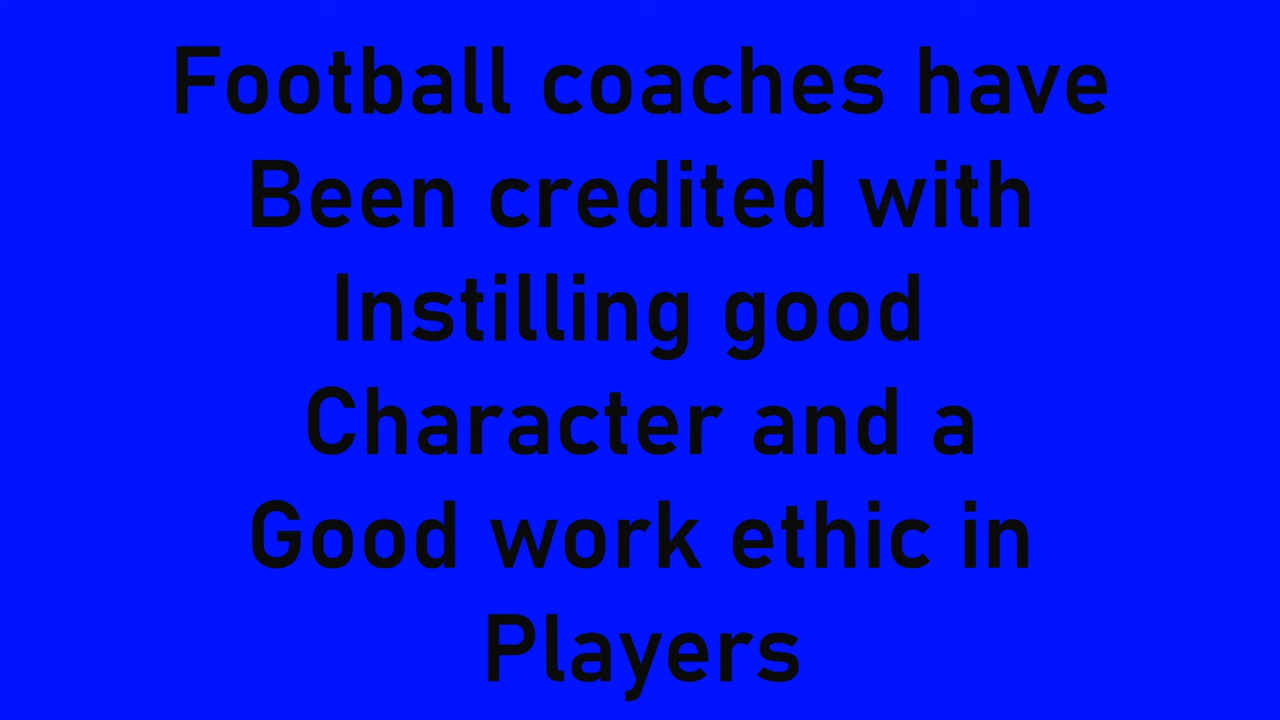 Football coaches have
Been credited with
Instilling good
Character and a
Good work ethic in
Players